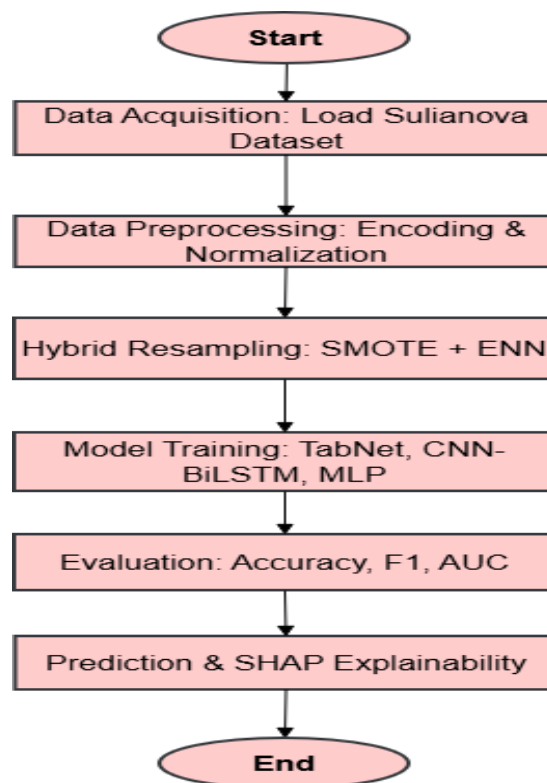 Start
Data Acquisition: Load Sulianova
Dataset
Data Preprocessing: Encoding &
Normalization
Hybrid Resampling: SMOTE + ENN
Model Training: TabNet, CNN-
BiLSTM, MLP
Evaluation: Accuracy, F1, AUC
Prediction & SHAP Explainability
End